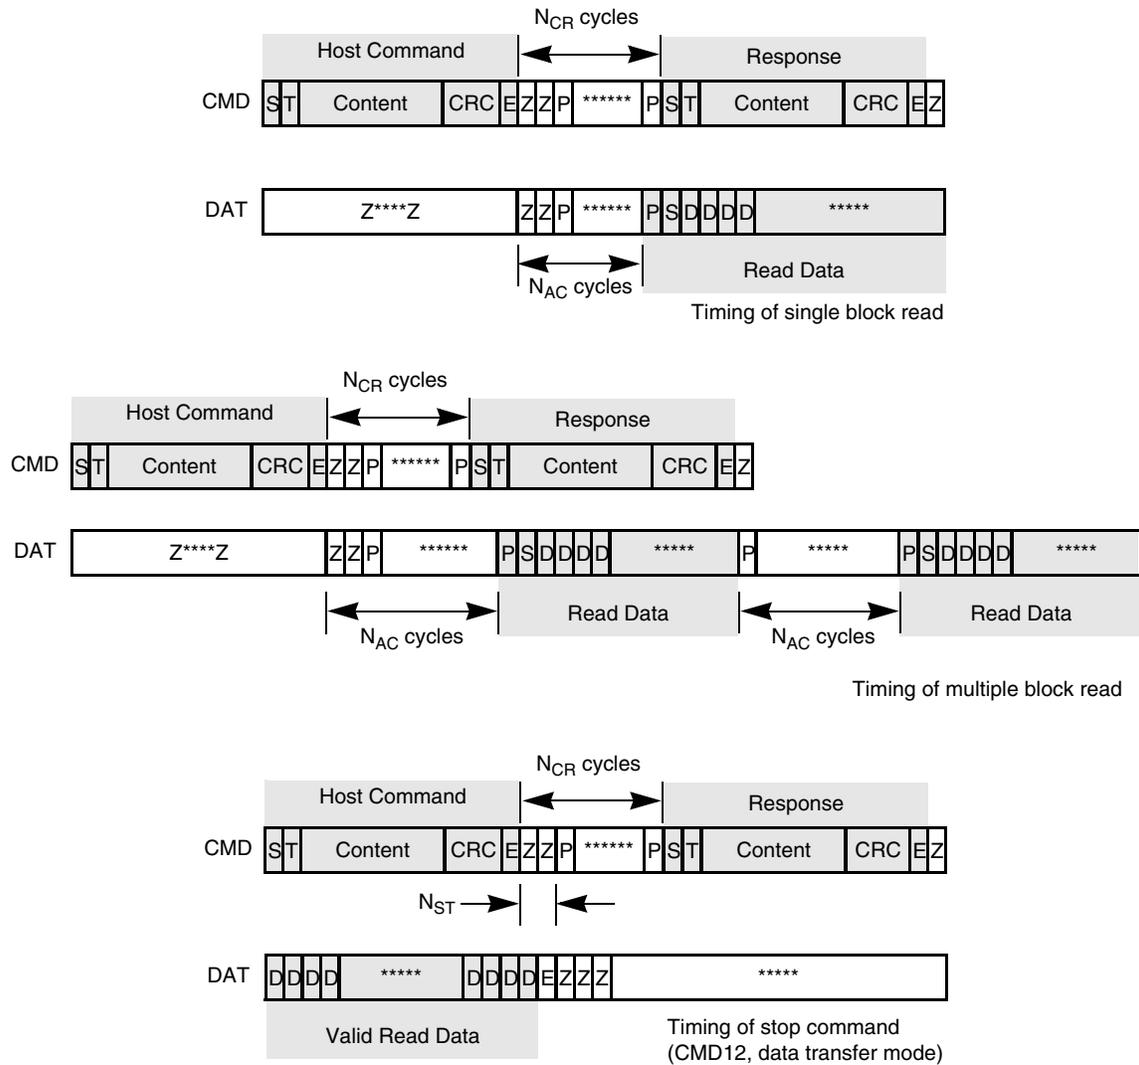 N_CR cycles
Host Command
Response
CMD S T Content CRC E Z Z P ****** P S T Content CRC E Z
DAT Z****Z Z Z P ****** P S D D D D *****
N_AC cycles
Read Data
Timing of single block read
N_CR cycles
Host Command
Response
CMD S T Content CRC E Z Z P ****** P S T Content CRC E Z
DAT Z****Z Z Z P ****** P S D D D D ***** P ***** P S D D D D *****
N_AC cycles
Read Data
N_AC cycles
Read Data
Timing of multiple block read
N_CR cycles
Host Command
Response
CMD S T Content CRC E Z Z P ****** P S T Content CRC E Z
N_ST
DAT D D D D ***** D D D D E Z Z Z *****
Valid Read Data
Timing of stop command
(CMD12, data transfer mode)